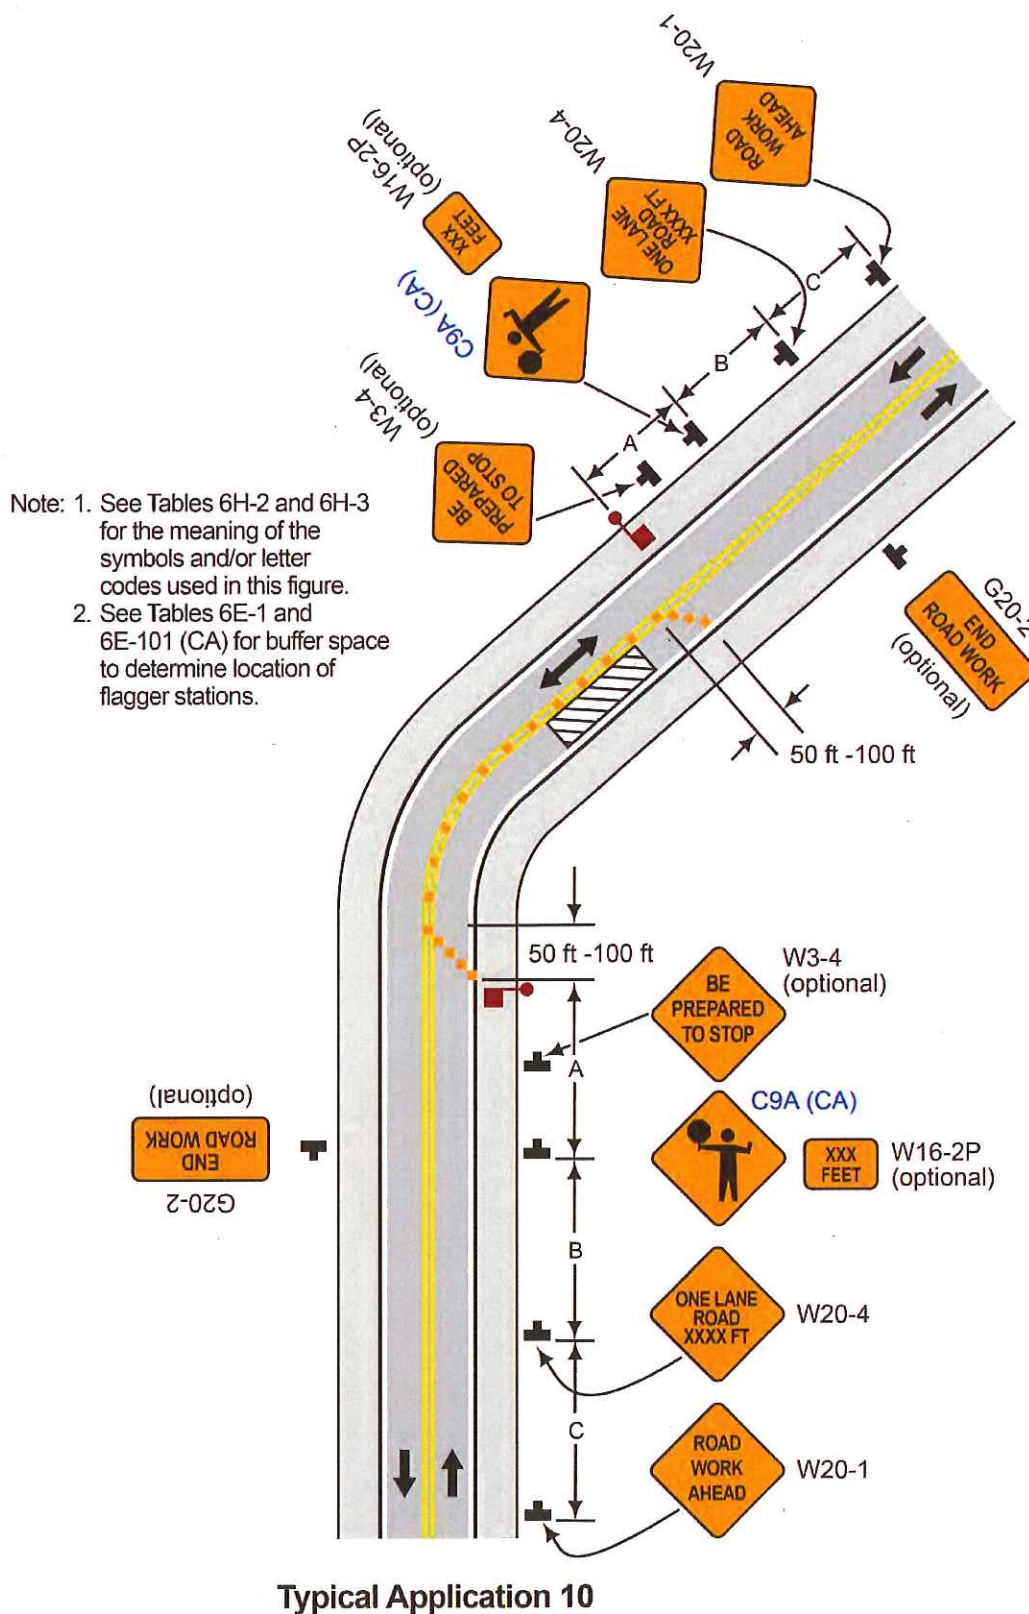 W20-1
ROAD
WORK
AHEAD
W20-4
ONE LANE
ROAD
XXXX FT
W16-2P
(optional)
XXX
FEET
C9A (CA)
W3-4
(optional)
BE
PREPARED
TO STOP
C
B
A
Note: 1. See Tables 6H-2 and 6H-3
for the meaning of the
symbols and/or letter
codes used in this figure.
2. See Tables 6E-1 and
6E-101 (CA) for buffer space
to determine location of
flagger stations.
G20-2
END
ROAD WORK
(optional)
50 ft -100 ft
50 ft -100 ft
W3-4
(optional)
BE
PREPARED
TO STOP
A
C9A (CA)
XXX
FEET
W16-2P
(optional)
G20-2
END
ROAD WORK
(optional)
B
ONE LANE
ROAD
XXXX FT
W20-4
C
ROAD
WORK
AHEAD
W20-1
Typical Application 10